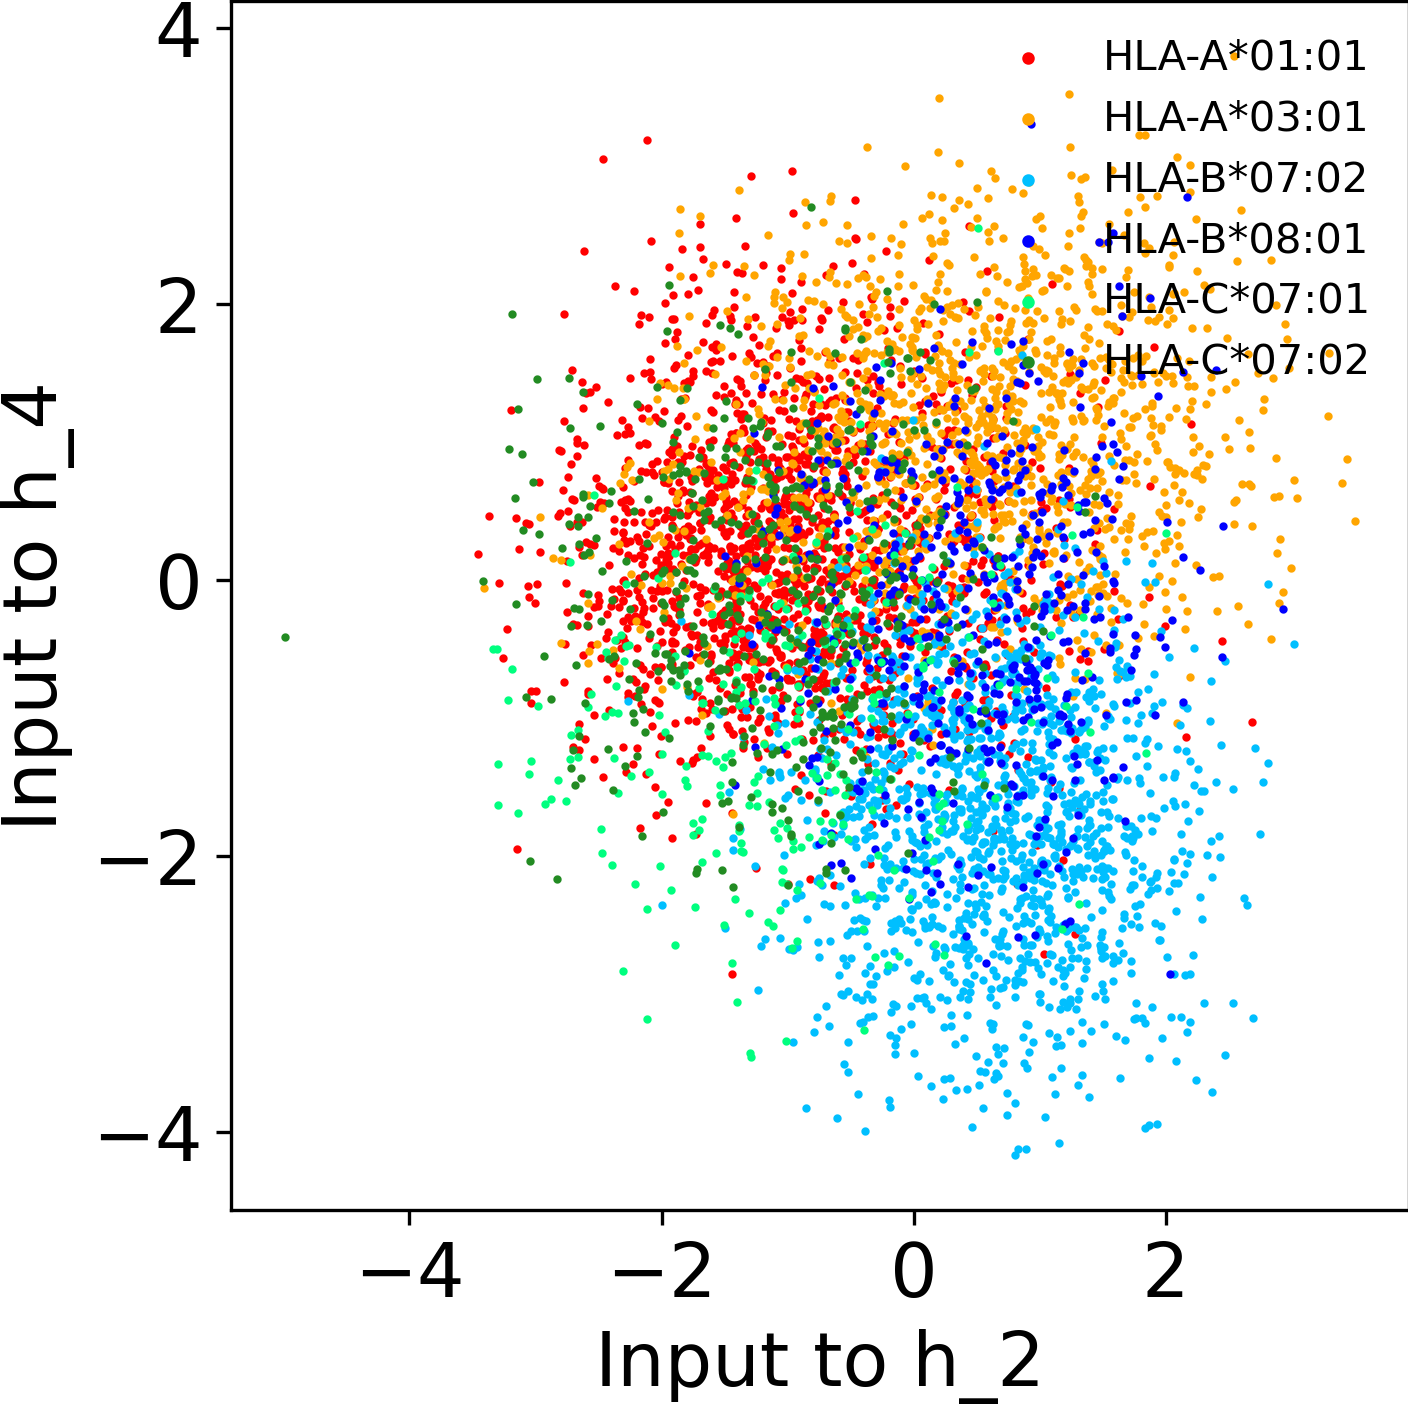 4
2
0
−2
−4
Input to h_4
HLA-A*01:01
HLA-A*03:01
HLA-B*07:02
HLA-B*08:01
HLA-C*07:01
HLA-C*07:02
−4 −2 0 2
Input to h_2